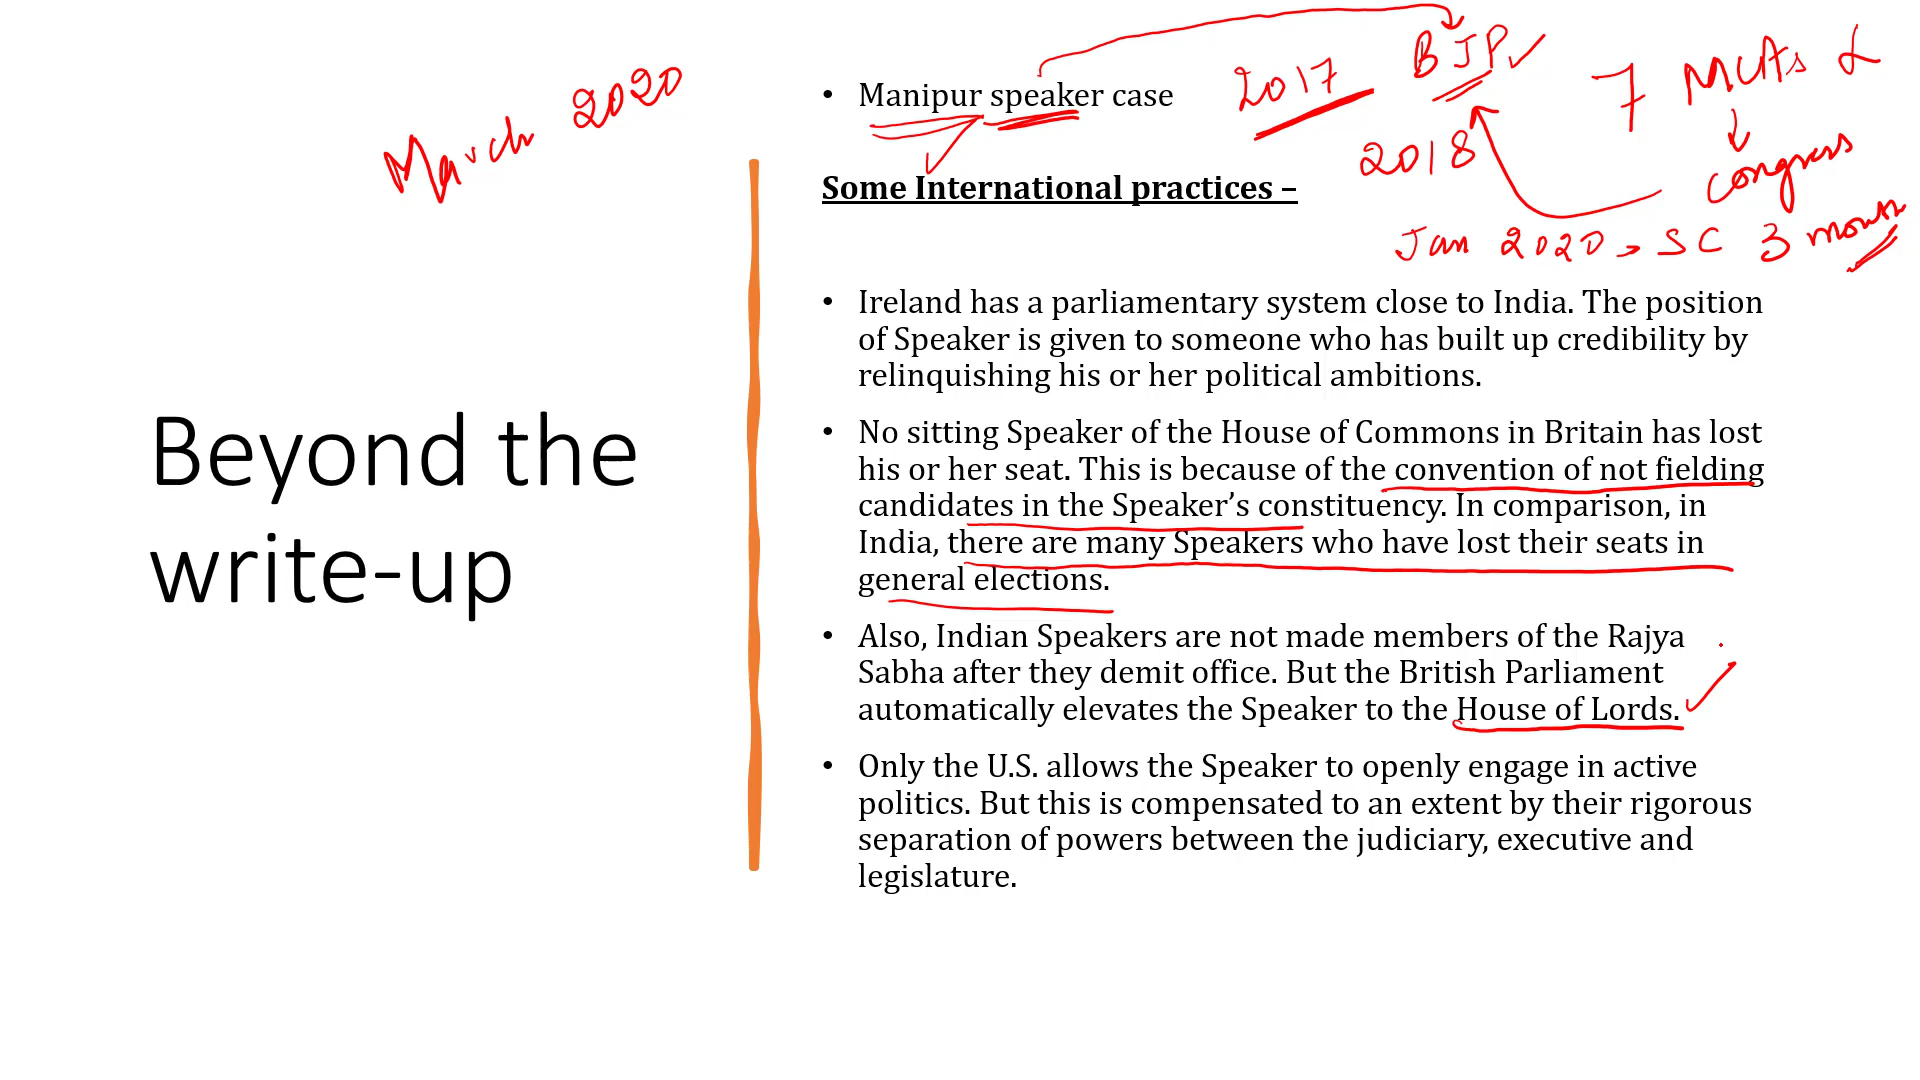 March 2020
• Manipur speaker case
2017
BJP
7 MLAs
2018
Congress
Jan 2020 → SC 3 month
Some International practices –
• Ireland has a parliamentary system close to India. The position
of Speaker is given to someone who has built up credibility by
relinquishing his or her political ambitions.
• No sitting Speaker of the House of Commons in Britain has lost
his or her seat. This is because of the convention of not fielding
candidates in the Speaker’s constituency. In comparison, in
India, there are many Speakers who have lost their seats in
general elections.
• Also, Indian Speakers are not made members of the Rajya
Sabha after they demit office. But the British Parliament
automatically elevates the Speaker to the House of Lords.
• Only the U.S. allows the Speaker to openly engage in active
politics. But this is compensated to an extent by their rigorous
separation of powers between the judiciary, executive and
legislature.
Beyond the
write-up